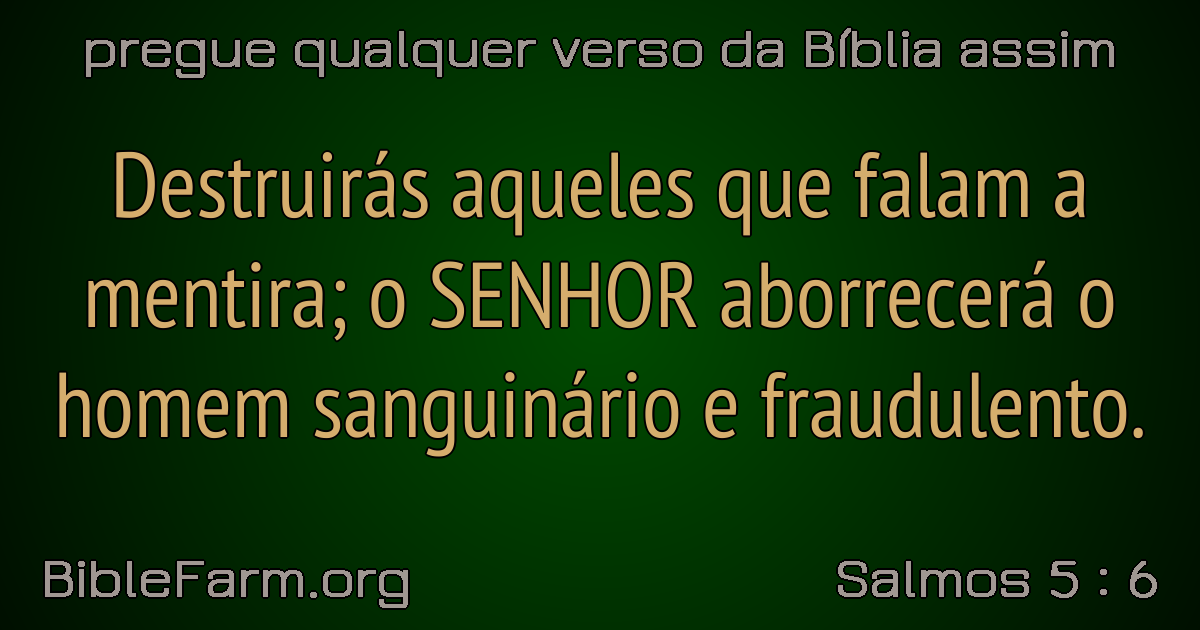 pregue qualquer verso da Bíblia assim
Destruirás aqueles que falam a
mentira; o SENHOR aborrecerá o
homem sanguinário e fraudulento.
BibleFarm.org
Salmos 5 : 6